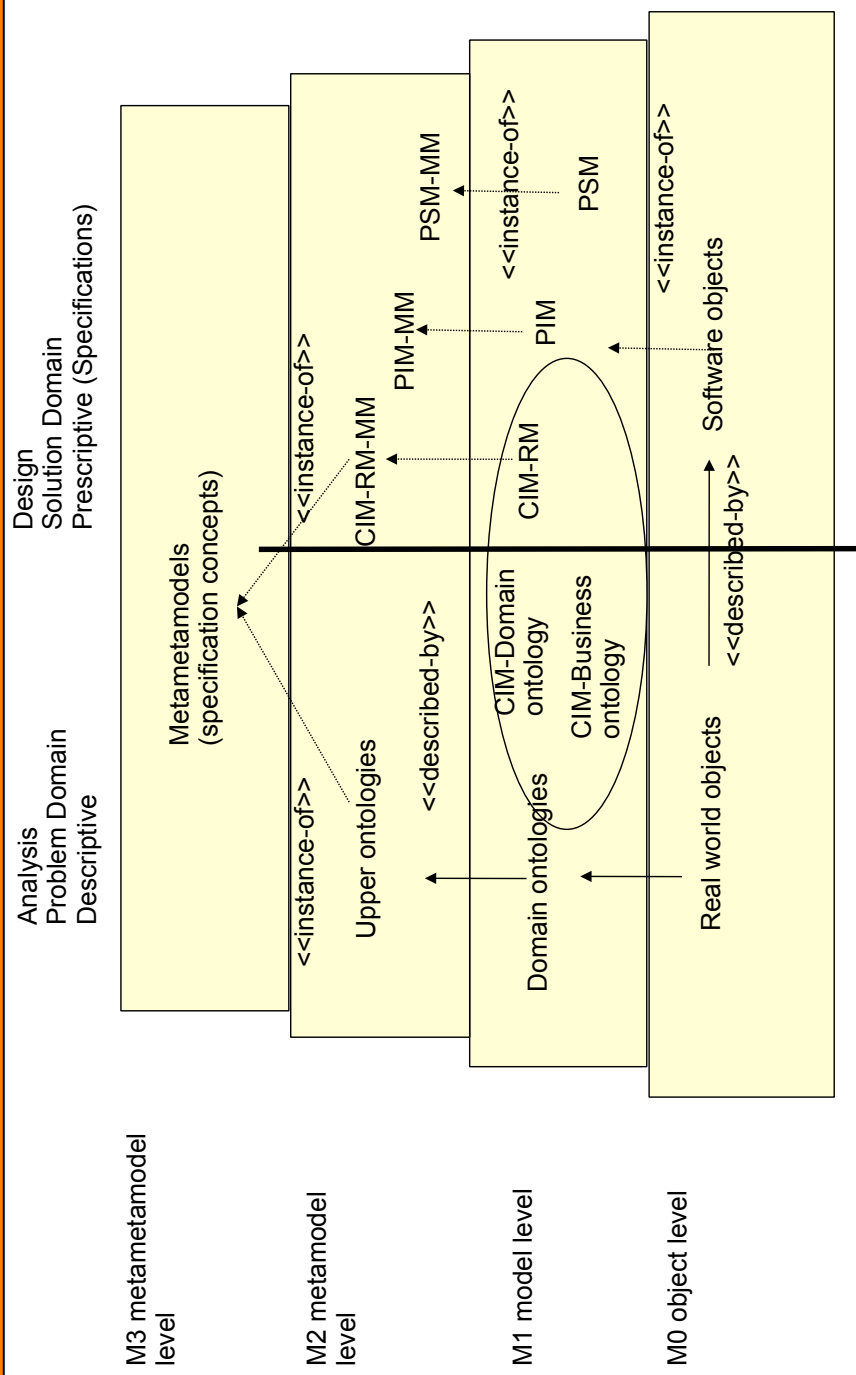 Analysis
Problem Domain
Descriptive
Design
Solution Domain
Prescriptive (Specifications)
M3 metametamodel
level
Metametamodels
(specification concepts)
M2 metamodel
level
<<instance-of>>
<<instance-of>>
Upper ontologies
CIM-RM-MM
PIM-MM
PSM-MM
<<described-by>>
M1 model level
<<instance-of>>
Domain ontologies
CIM-Domain
ontology
CIM-Business
ontology
CIM-RM
PIM
PSM
M0 object level
<<instance-of>>
Real world objects
Software objects
<<described-by>>